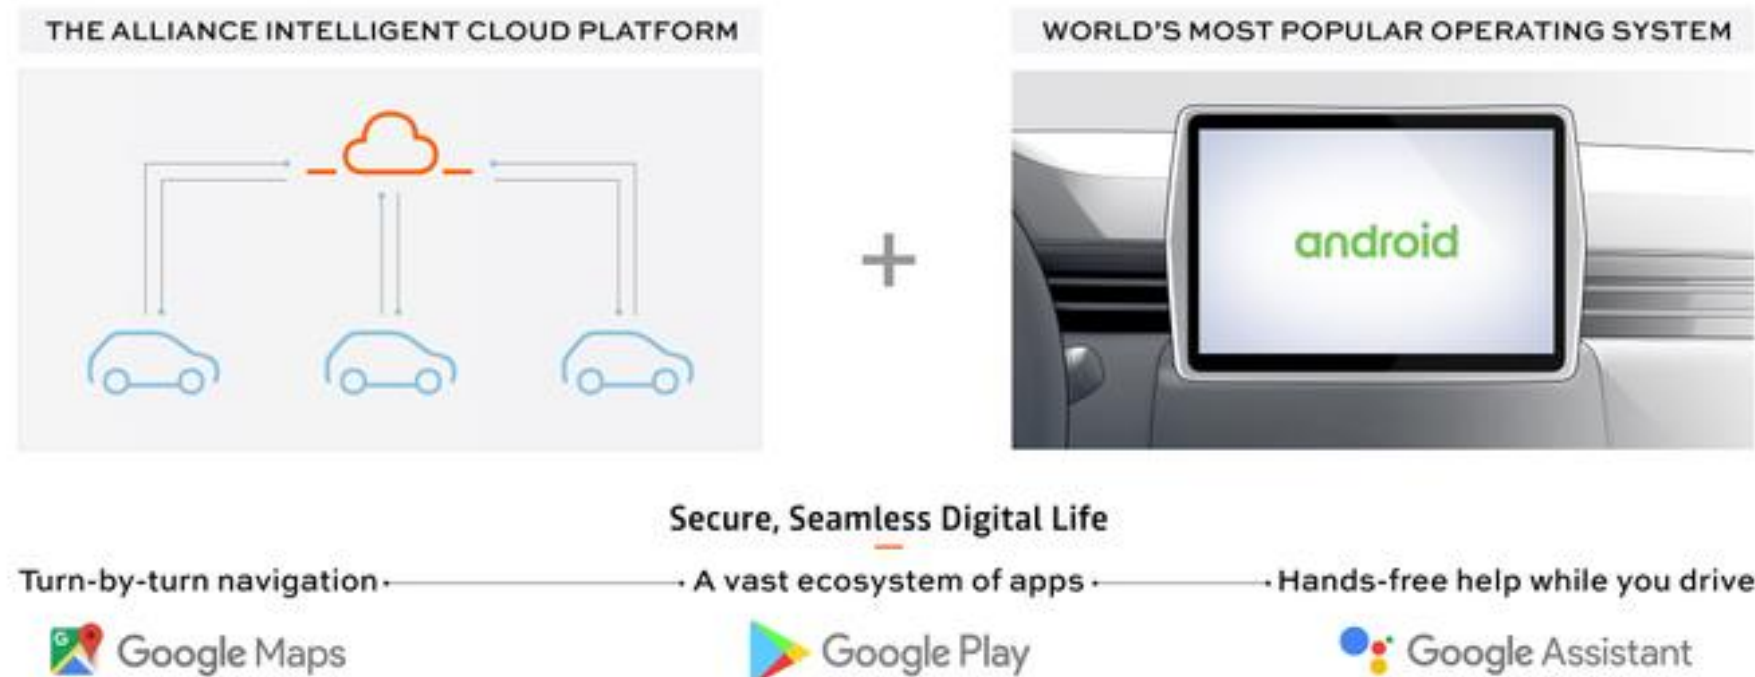 THE ALLIANCE INTELLIGENT CLOUD PLATFORM
WORLD'S MOST POPULAR OPERATING SYSTEM
+
android
Secure, Seamless Digital Life
Turn-by-turn navigation
A vast ecosystem of apps
Hands-free help while you drive
G
Google Maps
Google Play
Google Assistant